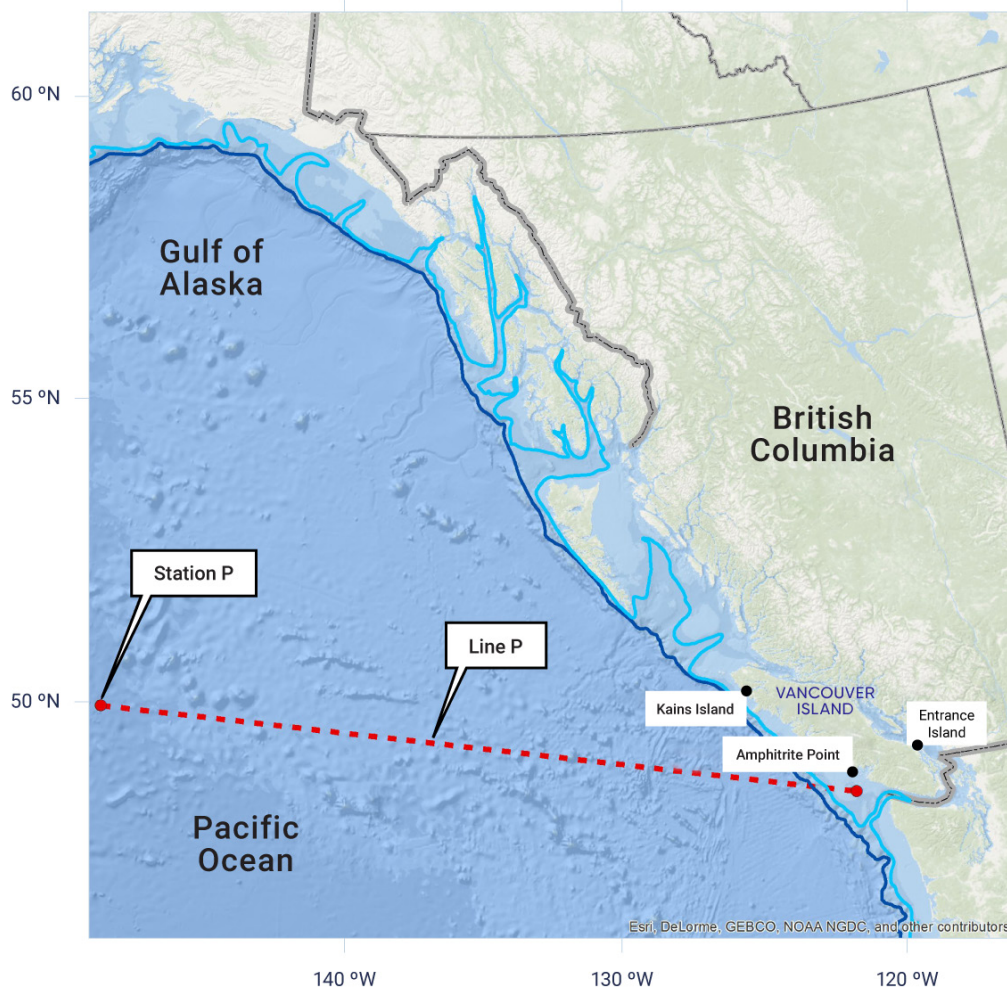 60 ºN
Gulf of
Alaska
55 ºN
British
Columbia
Station P
Line P
50 ºN
Kains Island
VANCOUVER
ISLAND
Entrance
Island
Amphitrite Point
Pacific
Ocean
Esri, DeLorme, GEBCO, NOAA NGDC, and other contributors
140 ºW
130 ºW
120 ºW